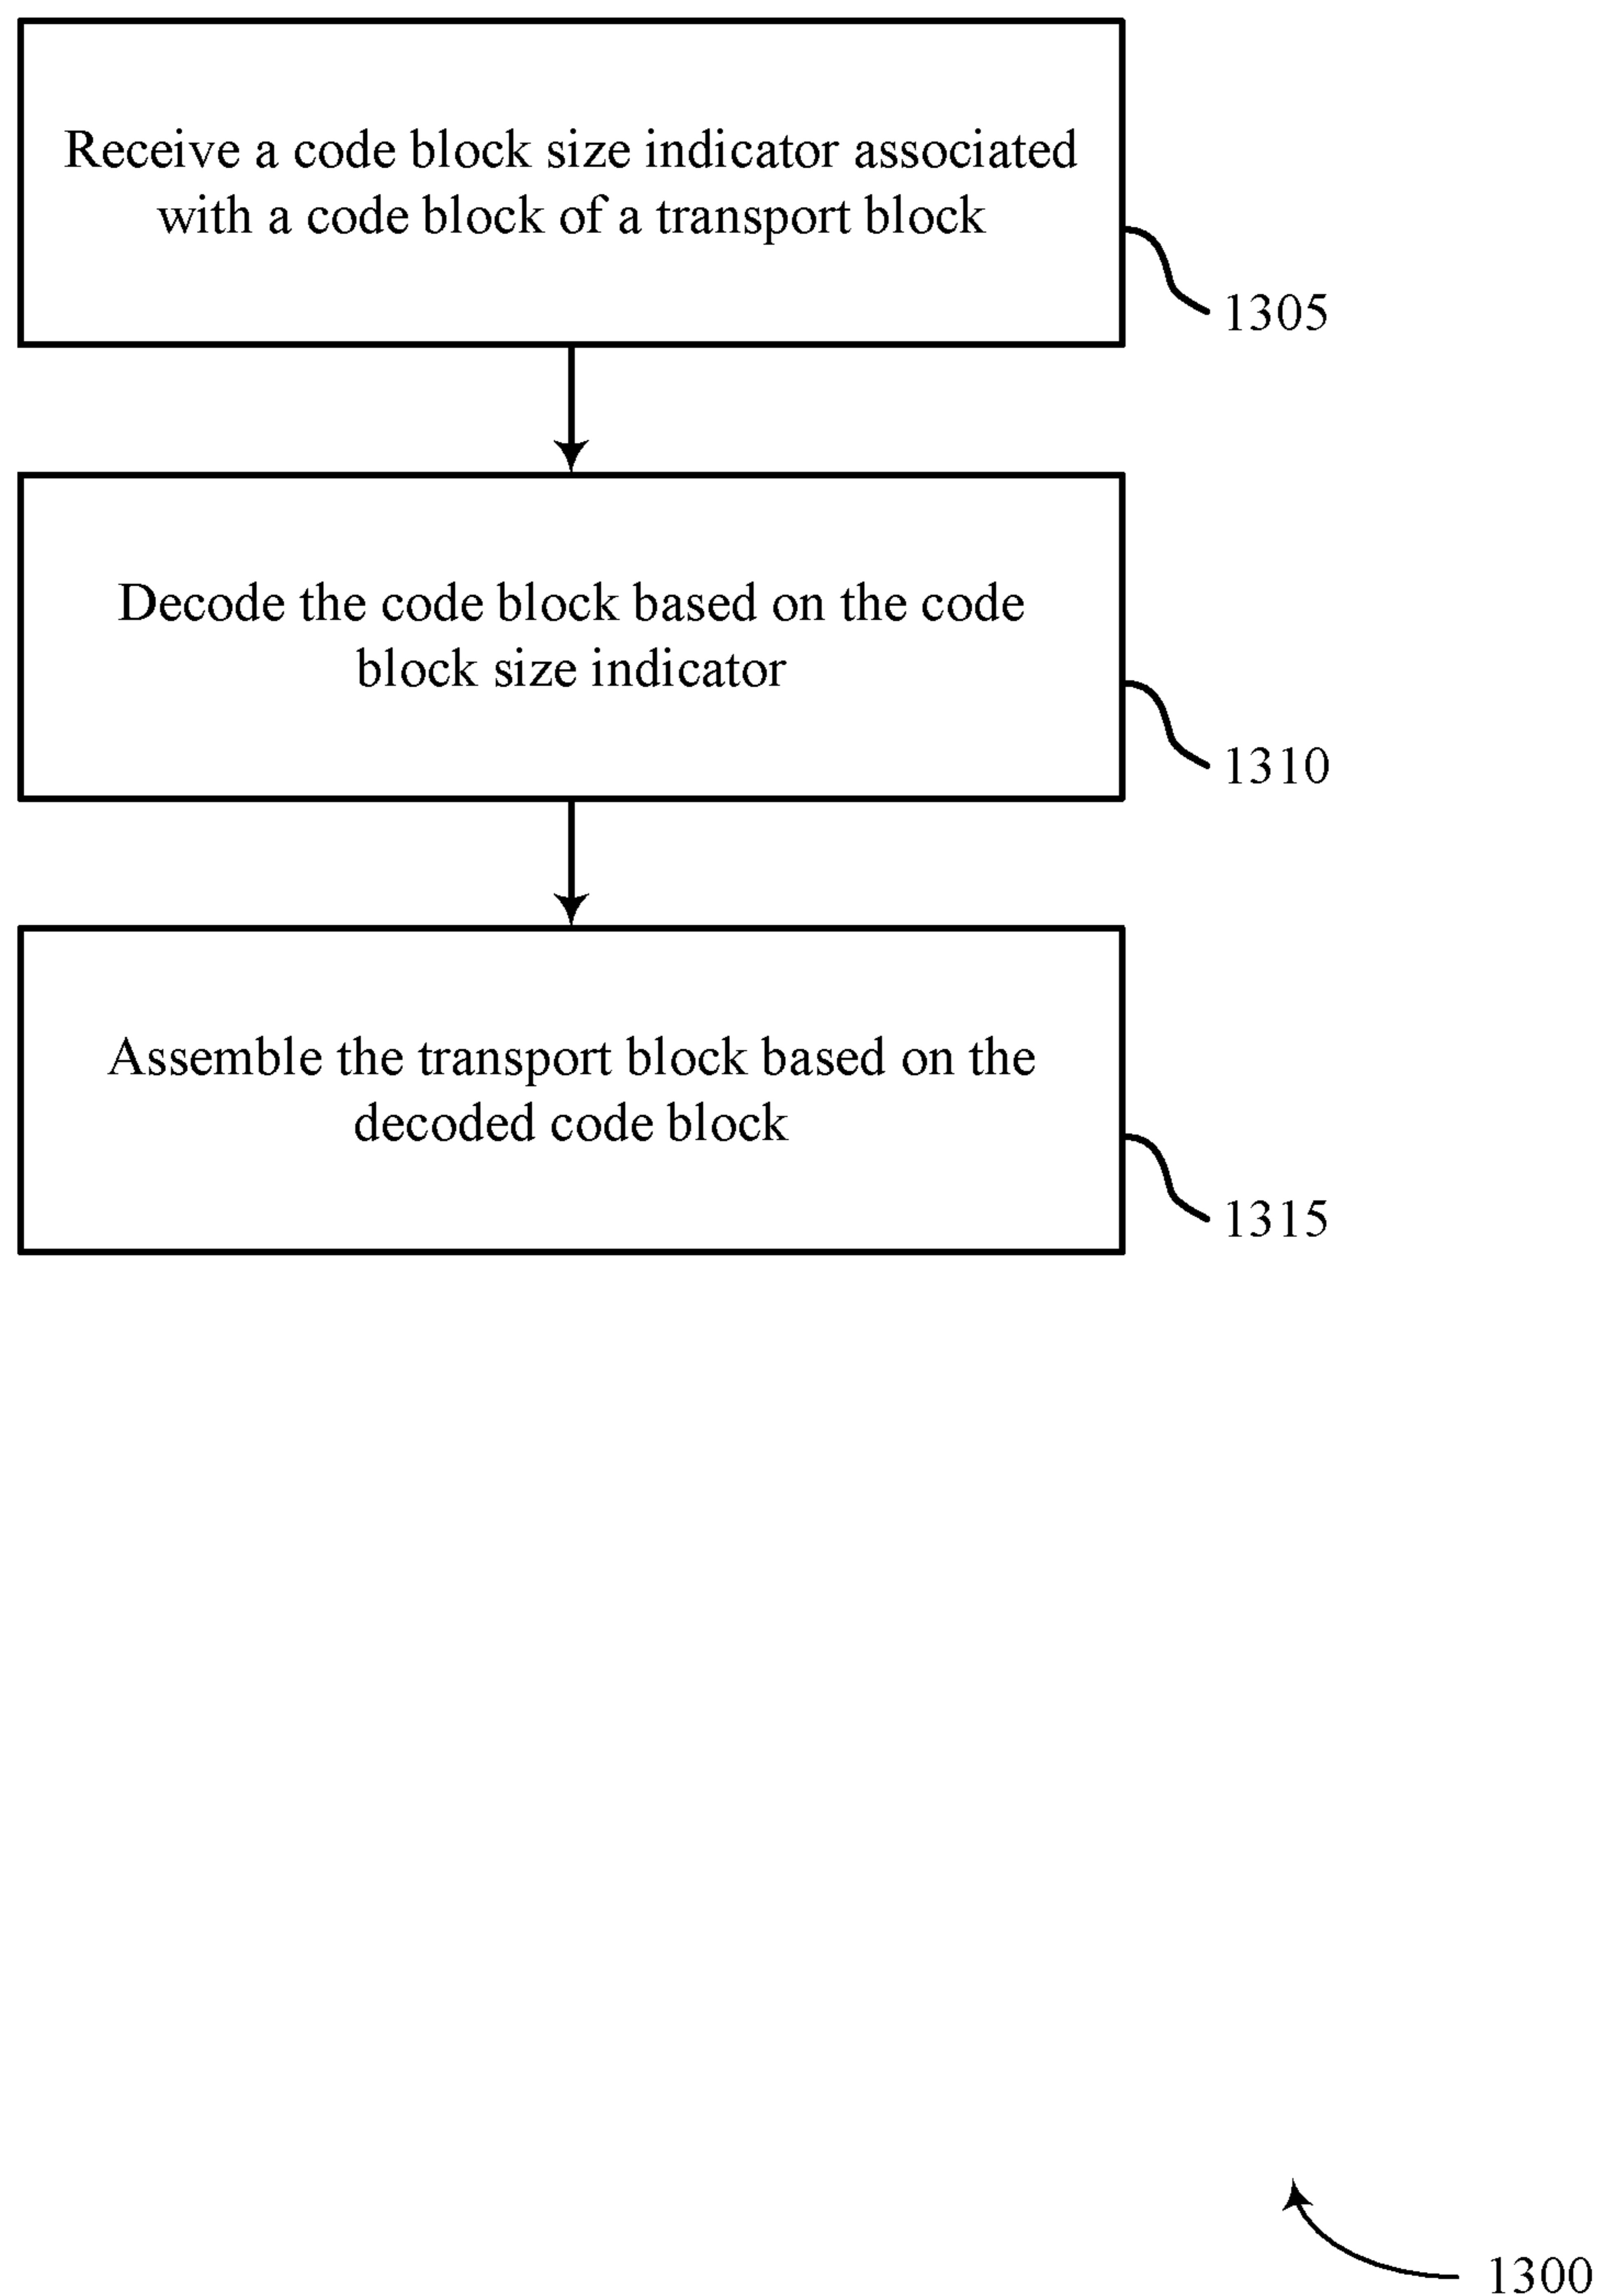 Receive a code block size indicator associated
with a code block of a transport block
1305
Decode the code block based on the code
block size indicator
1310
Assemble the transport block based on the
decoded code block
1315
1300